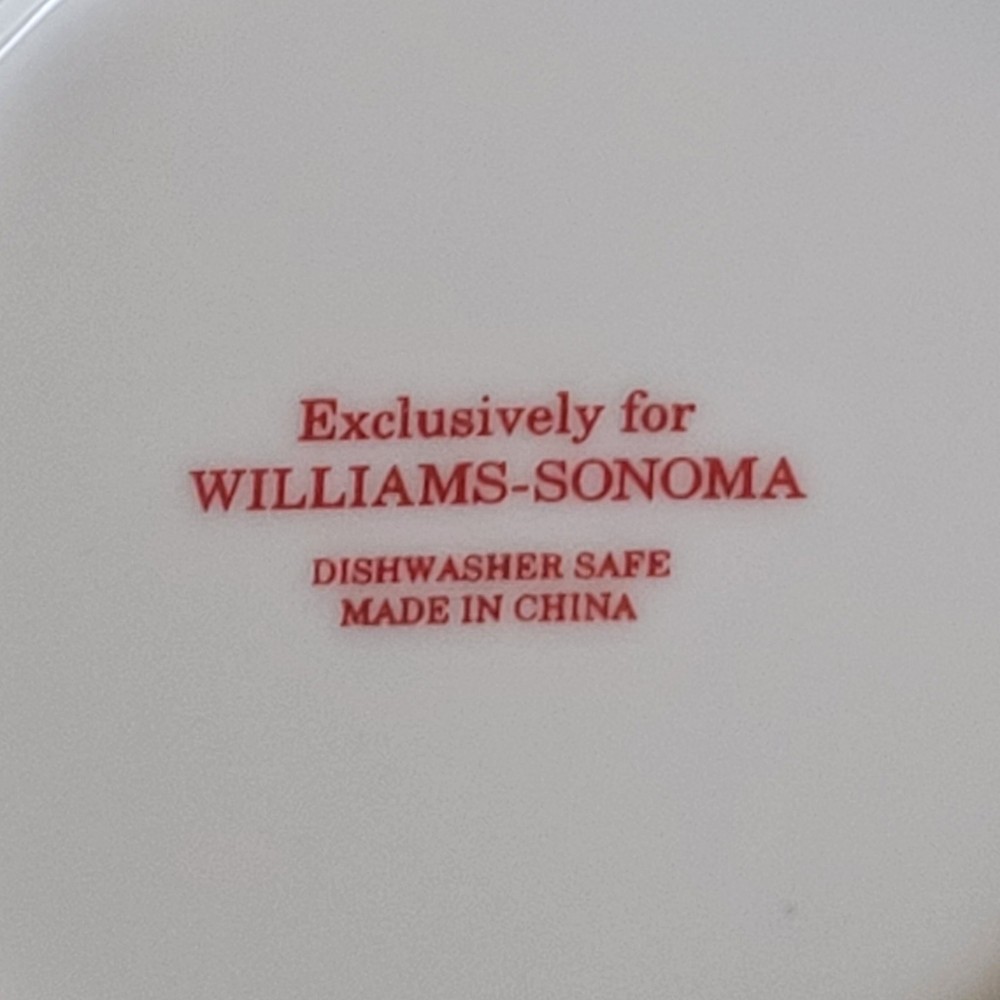 Exclusively for
WILLIAMS-SONOMA
DISHWASHER SAFE
MADE IN CHINA